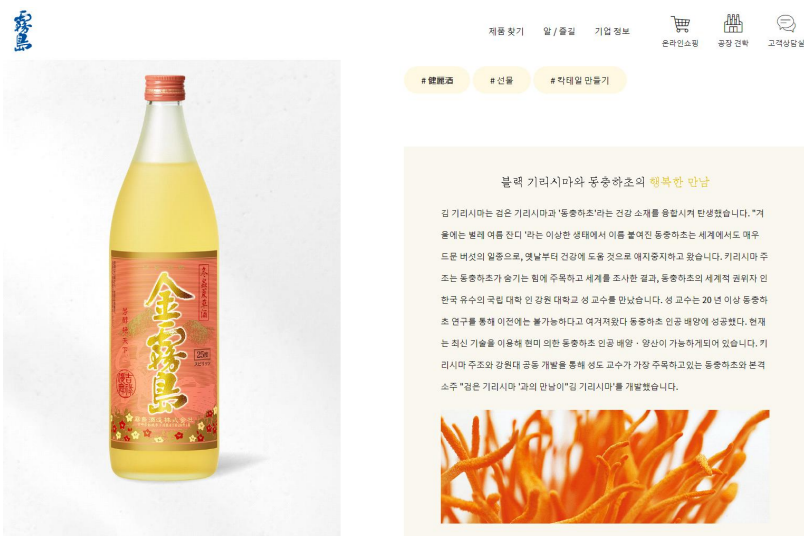 霧島
제품 찾기
알 / 즐길
기업 정보
온라인쇼핑
공장 견학
고객상담실
# 健麗酒
# 선물
# 칵테일 만들기
블랙 기리시마와 동충하초의 행복한 만남
김 기리시마는 검은 기리시마과 '동충하초'라는 건강 소재를 융합시켜 탄생했습니다. "겨
울에는 벌레 여름 잔디 '라는 이상한 생태에서 이름 붙여진 동충하초는 세계에서도 매우
드문 버섯의 일종으로, 옛날부터 건강에 도움 것으로 애지중지하고 왔습니다. 키리시마 주
조는 동충하초가 숨기는 힘에 주목하고 세계를 조사한 결과, 동충하초의 세계적 권위자 인
한국 유수의 국립 대학 인 강원 대학교 성 교수를 만났습니다. 성 교수는 20 년 이상 동충하
초 연구를 통해 이전에는 불가능하다고 여겨져왔다 동충하초 인공 배양에 성공했다. 현재
는 최신 기술을 이용해 현미 의한 동충하초 인공 배양 · 양산이 가능하게되어 있습니다. 키
리시마 주조와 강원대 공동 개발을 통해 성도 교수가 가장 주목하고있는 동충하초와 본격
소주 "검은 기리시마 '과의 만남이"김 기리시마'를 개발했습니다.
冬虫夏草酒
金霧島
25度
霧島酒造株式会社